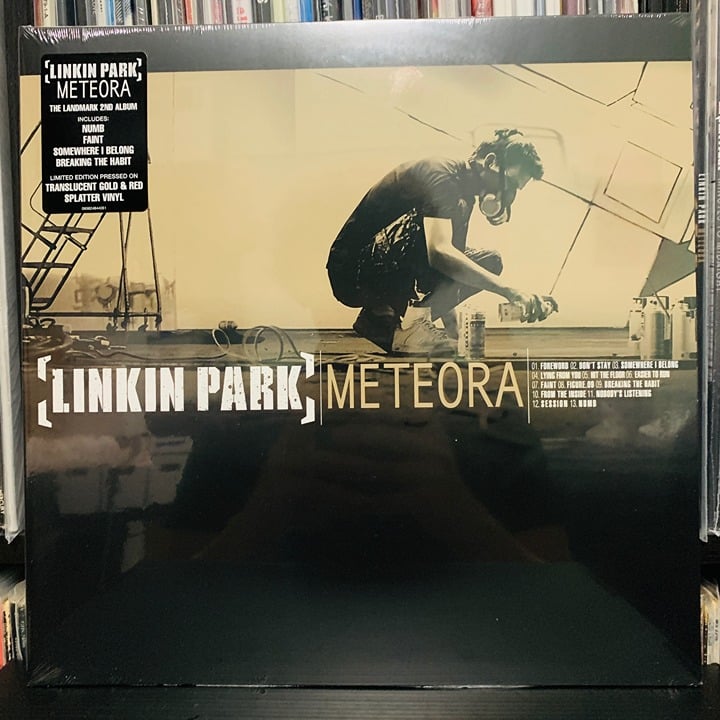 [LINKIN PARK]
METEORA
THE LANDMARK 2ND ALBUM
INCLUDES:
NUMB
FAINT
SOMEWHERE I BELONG
BREAKING THE HABIT
LIMITED EDITION PRESSED ON
TRANSLUCENT GOLD & RED
SPLATTER VINYL
[LINKIN PARK] METEORA
01. FOREWORD 02. DON'T STAY 03. SOMEWHERE I BELONG
04. LYING FROM YOU 05. HIT THE FLOOR 06. EASIER TO RUN
07. FAINT 08. FIGURE.09 09. BREAKING THE HABIT
10. FROM THE INSIDE 11. NOBODY'S LISTENING
12. SESSION 13. NUMB
LINKIN PARK